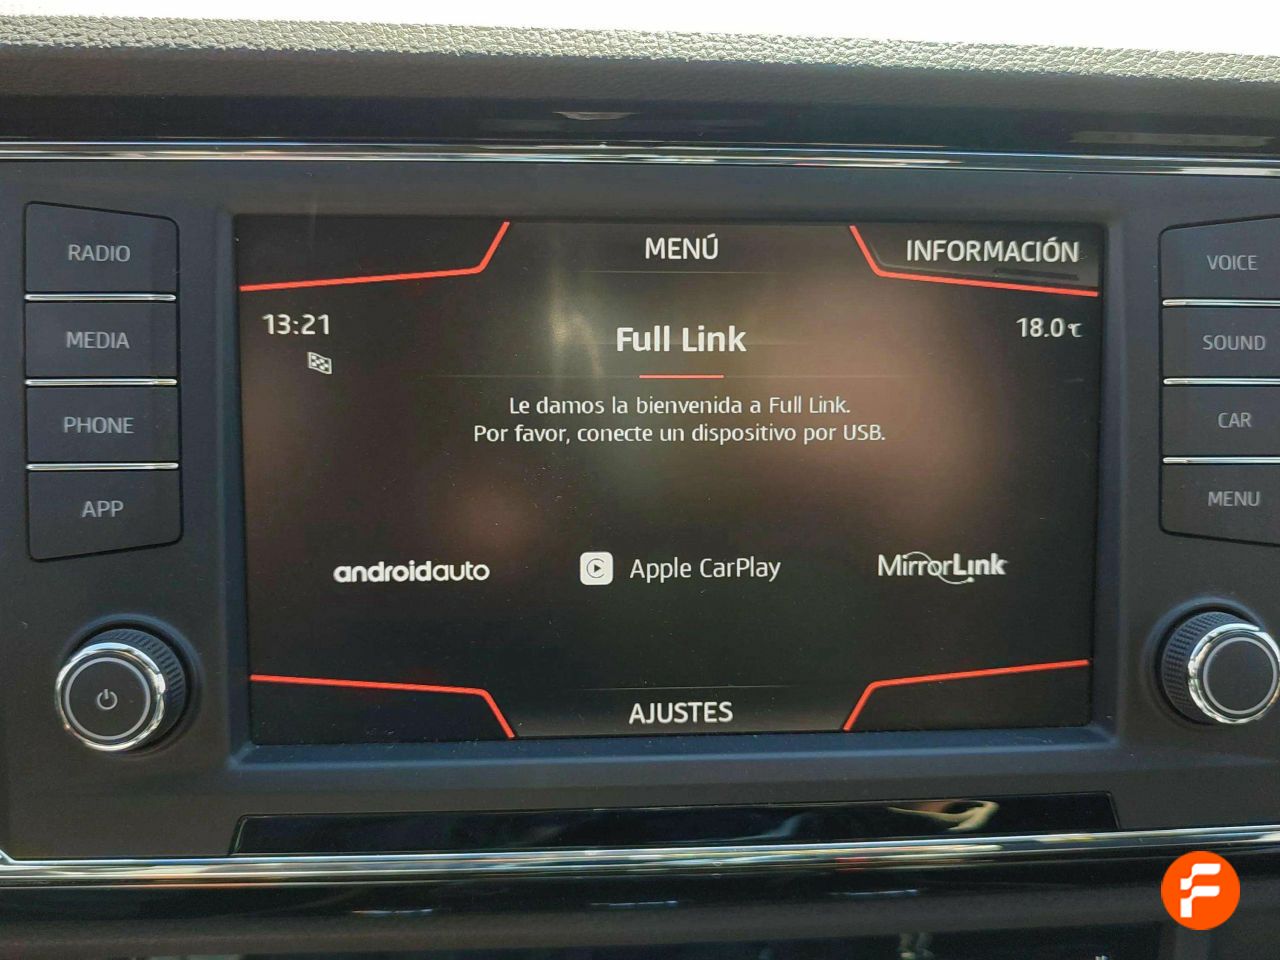 RADIO
MEDIA
PHONE
APP
MENÚ
INFORMACIÓN
13:21
18.0 °C
Full Link
Le damos la bienvenida a Full Link.
Por favor, conecte un dispositivo por USB.
androidauto
Apple CarPlay
MirrorLink
AJUSTES
VOICE
SOUND
CAR
MENU
F